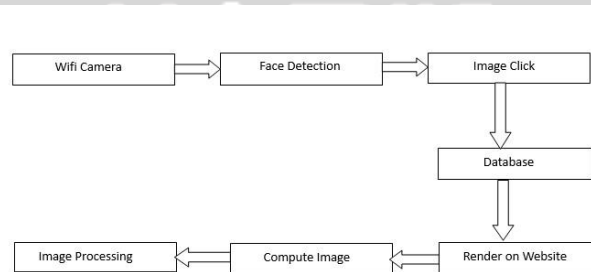 Wifi Camera
Face Detection
Image Click
Database
Render on Website
Compute Image
Image Processing